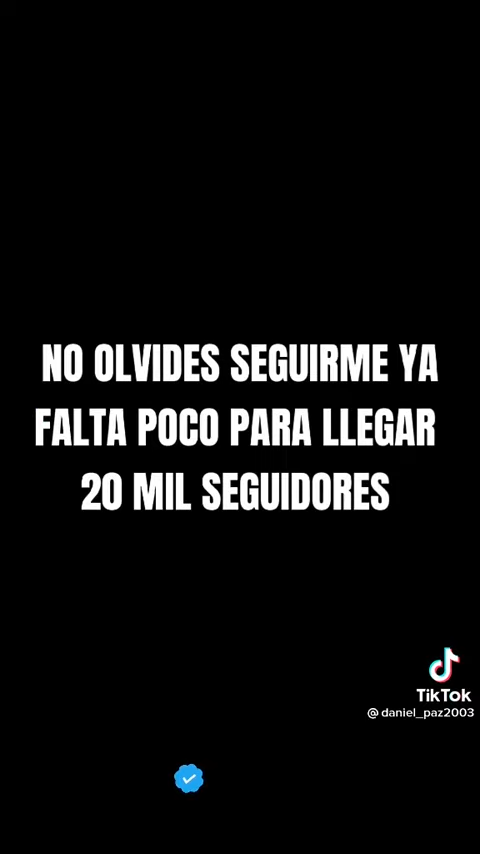 NO OLVIDES SEGUIRME YA
FALTA POCO PARA LLEGAR
20 MIL SEGUIDORES
TikTok
@daniel_paz2003